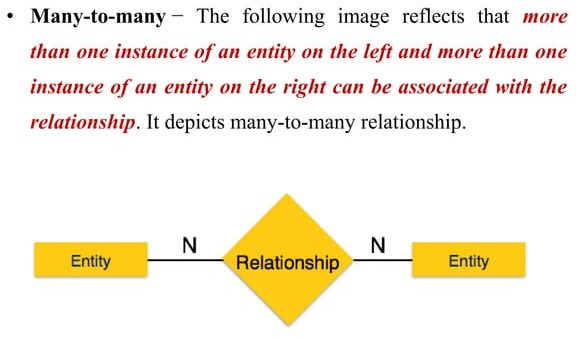 • Many-to-many − The following image reflects that more
than one instance of an entity on the left and more than one
instance of an entity on the right can be associated with the
relationship. It depicts many-to-many relationship.
N
N
Entity
Relationship
Entity